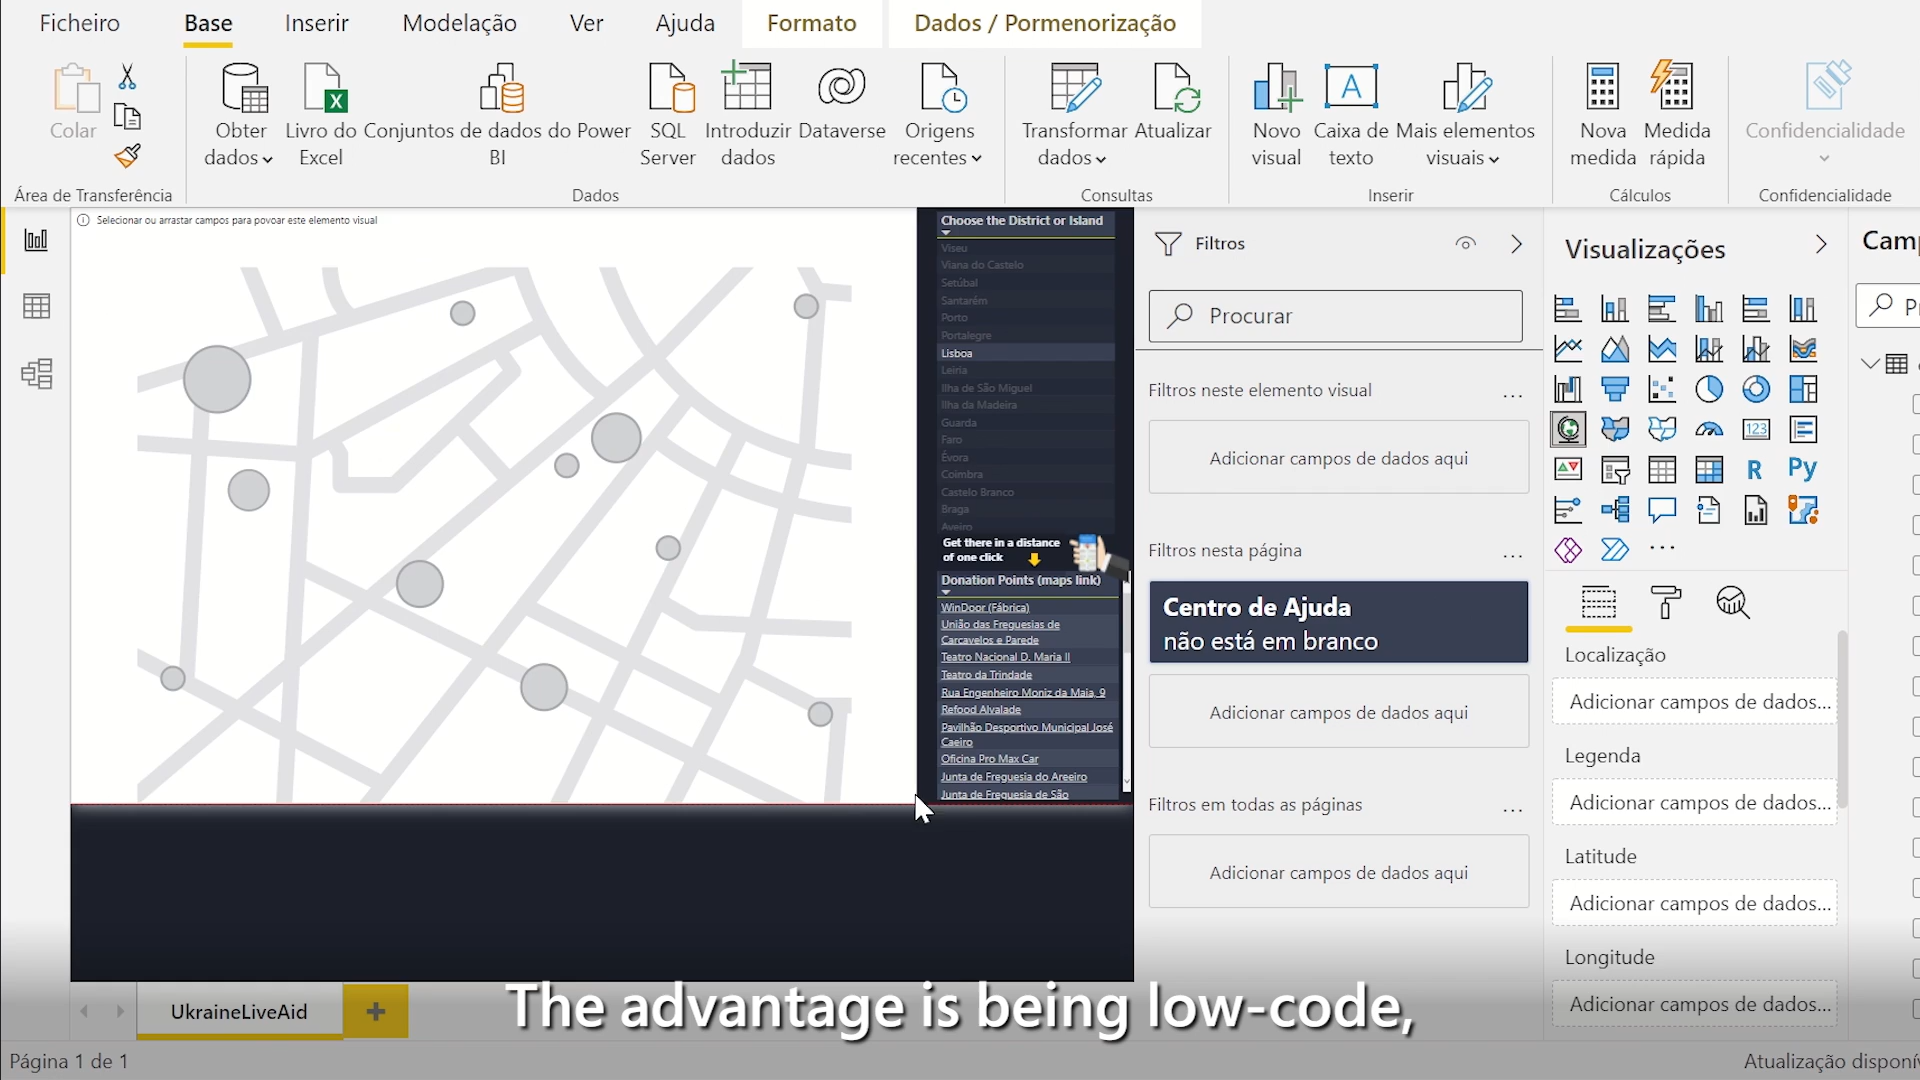 Ficheiro
Base
Inserir
Modelação
Ver
Ajuda
Formato
Dados / Pormenorização
Colar
Obter
dados
Livro do
Excel
Conjuntos de dados do Power
BI
SQL
Server
Introduzir
dados
Dataverse
Origens
recentes
Transformar
dados
Atualizar
Novo
visual
Caixa de
texto
Mais elementos
visuais
Nova
medida
Medida
rápida
Confidencialidade
Área de Transferência
Dados
Consultas
Inserir
Cálculos
Confidencialidade
Selecionar ou arrastar campos para povoar este elemento visual
Choose the District or Island
Viseu
Viana do Castelo
Setúbal
Santarém
Porto
Portalegre
Lisboa
Leiria
Ilha de São Miguel
Ilha da Madeira
Guarda
Faro
Évora
Coimbra
Castelo Branco
Braga
Aveiro
Get there in a distance
of one click
Donation Points (maps link)
WinDoor (Fábrica)
União das Freguesias de
Carcavelos e Parede
Teatro Nacional D. Maria II
Teatro da Trindade
Rua Engenheiro Moniz da Maia, 9
Refood Alvalade
Pavilhão Desportivo Municipal José
Caeiro
Oficina Pro Max Car
Junta de Freguesia do Areeiro
Junta de Freguesia de São
Filtros
Procurar
Filtros neste elemento visual
...
Adicionar campos de dados aqui
Filtros nesta página
...
Centro de Ajuda
não está em branco
Adicionar campos de dados aqui
Filtros em todas as páginas
...
Adicionar campos de dados aqui
Visualizações
123
R
Py
...
Localização
Adicionar campos de dados...
Legenda
Adicionar campos de dados...
Latitude
Adicionar campos de dados...
Longitude
Adicionar campos de dados...
UkraineLiveAid
The advantage is being low-code,
Página 1 de 1
Atualização